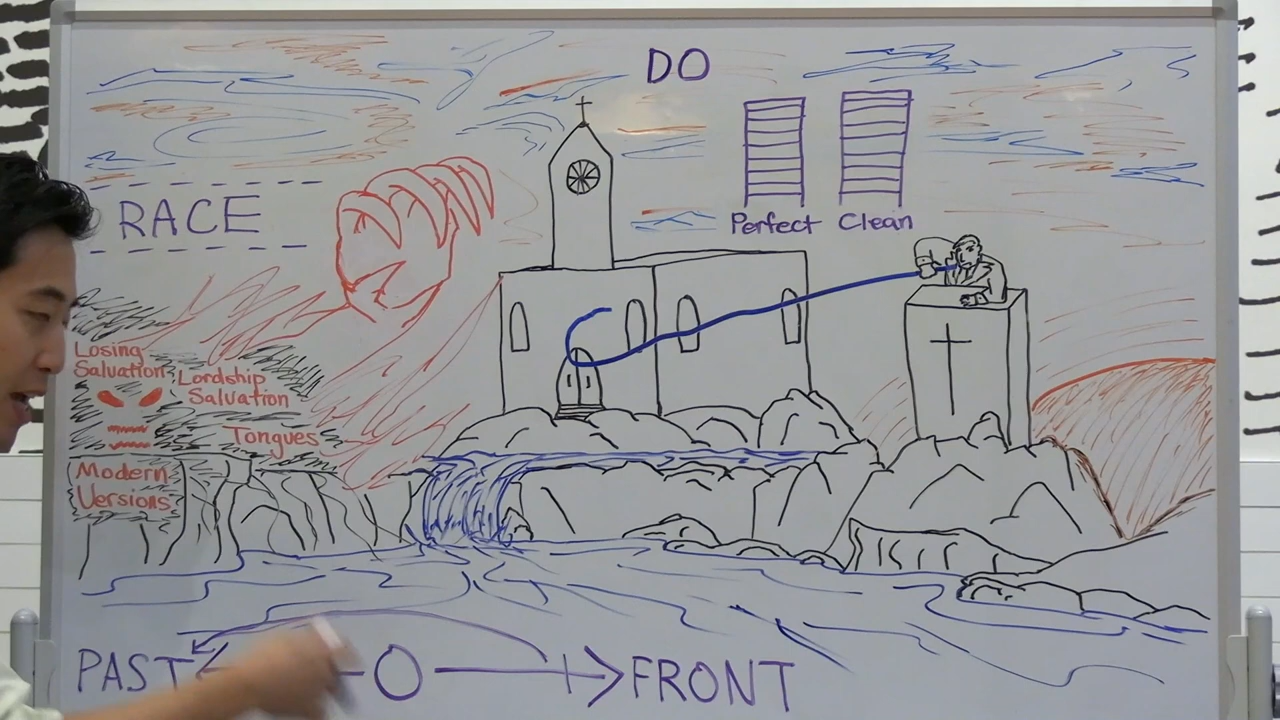 DO
RACE
Perfect Clean
Losing
Salvation
Lordship
Salvation
Tongues
Modern
Versions
PAST O FRONT